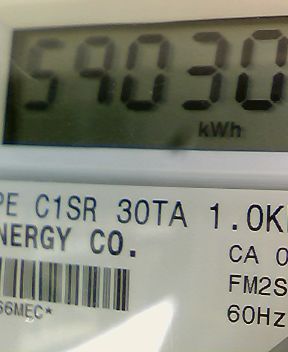 59030
kWh
PE C1SR 30TA 1.0K
NERGY CO.
CA 0
FM2S
66MEC*
60Hz